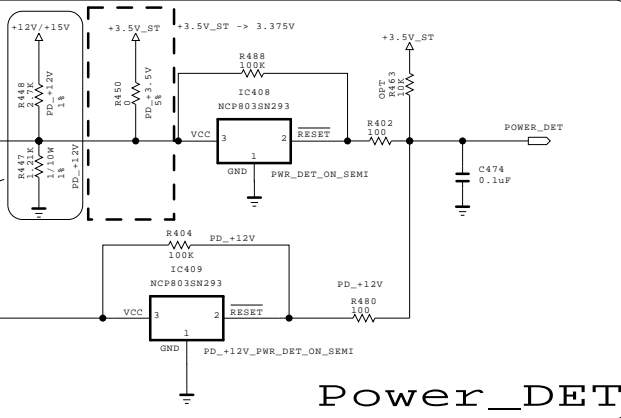 +12V/+15V
R448
2.7K
PD_+12V
1%
R447
1.21K
1/10W
1%
PD_+12V
+3.5V_ST
R450
0
PD_+3.5V
5%
+3.5V_ST -> 3.375V
R488
100K
IC408
NCP803SN293
VCC
3
2
RESET
1
GND
PWR_DET_ON_SEMI
+3.5V_ST
OPT
R463
10K
R402
100
POWER_DET
C474
0.1uF
R404
PD_+12V
100K
IC409
NCP803SN293
VCC
3
2
RESET
1
GND
PD_+12V_PWR_DET_ON_SEMI
PD_+12V
R480
100
Power_DET